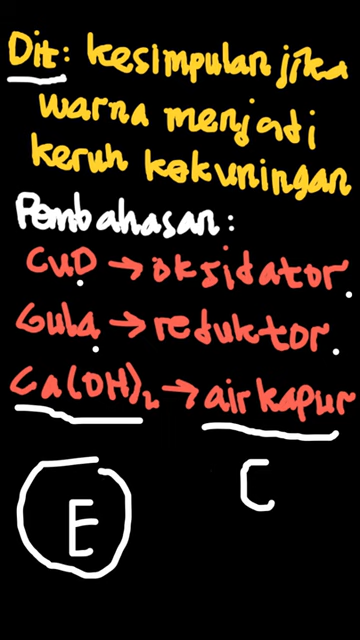 Dit: kesimpulan jika
warna menjadi
keruh kekuningan
Pembahasan:
CuO → oksidator.
Gula → reduktor.
Ca(OH)₂ → air kapur
E C